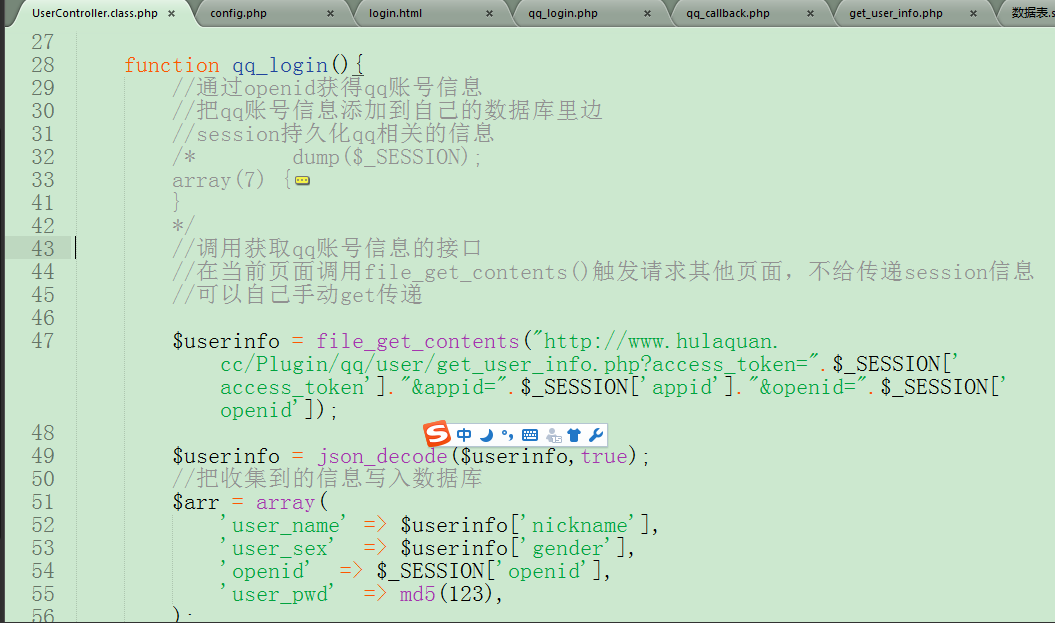 UserController.class.php × config.php × login.html × qq_login.php × qq_callback.php × get_user_info.php × 数据表.s
27
28 function qq_login(){
29 //通过openid获得qq账号信息
30 //把qq账号信息添加到自己的数据库里边
31 //session持久化qq相关的信息
32 /* dump($_SESSION);
33 array(7) {
41 }
42 */
43 //调用获取qq账号信息的接口
44 //在当前页面调用file_get_contents()触发请求其他页面，不给传递session信息
45 //可以自己手动get传递
46
47 $userinfo = file_get_contents("http://www.hulaquan.
cc/Plugin/qq/user/get_user_info.php?access_token=".$_SESSION['
access_token']."&appid=".$_SESSION['appid']."&openid=".$_SESSION['
openid']);
48
S 中 15
49 $userinfo = json_decode($userinfo,true);
50 //把收集到的信息写入数据库
51 $arr = array(
52 'user_name' => $userinfo['nickname'],
53 'user_sex' => $userinfo['gender'],
54 'openid' => $_SESSION['openid'],
55 'user_pwd' => md5(123),
56 );